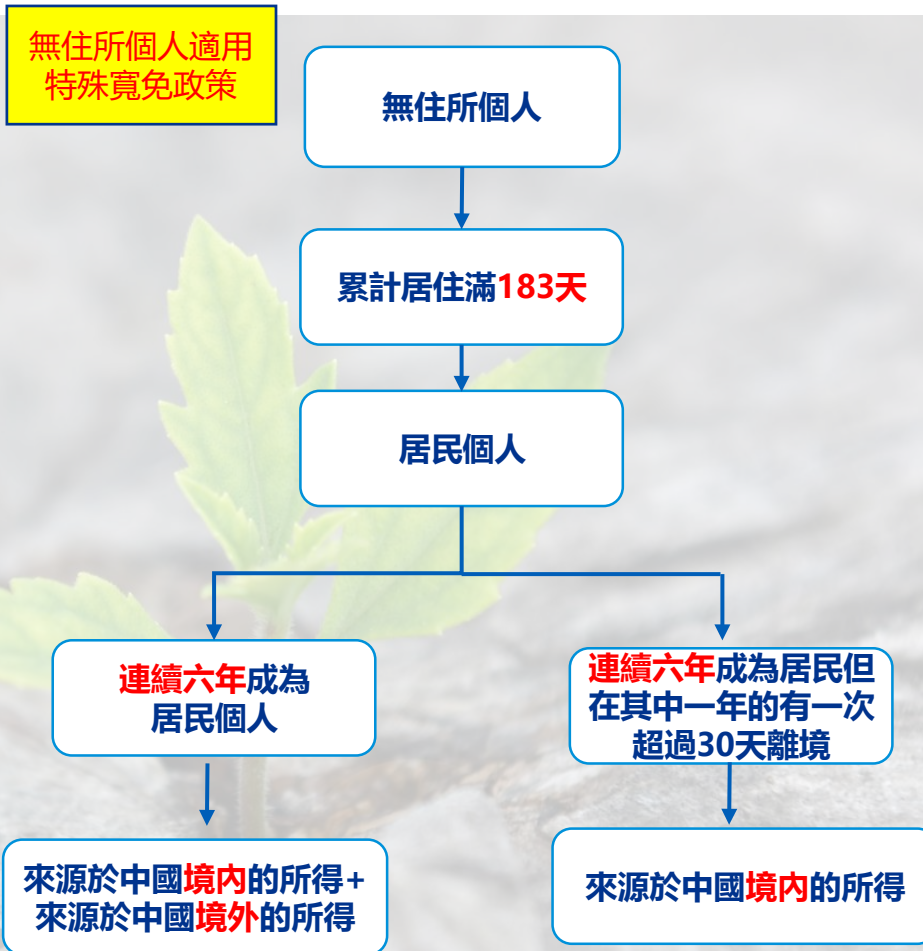 無住所個人適用
特殊寬免政策
無住所個人
累計居住滿183天
居民個人
連續六年成為
居民個人
連續六年成為居民但
在其中一年的有一次
超過30天離境
來源於中國境內的所得+
來源於中國境外的所得
來源於中國境內的所得